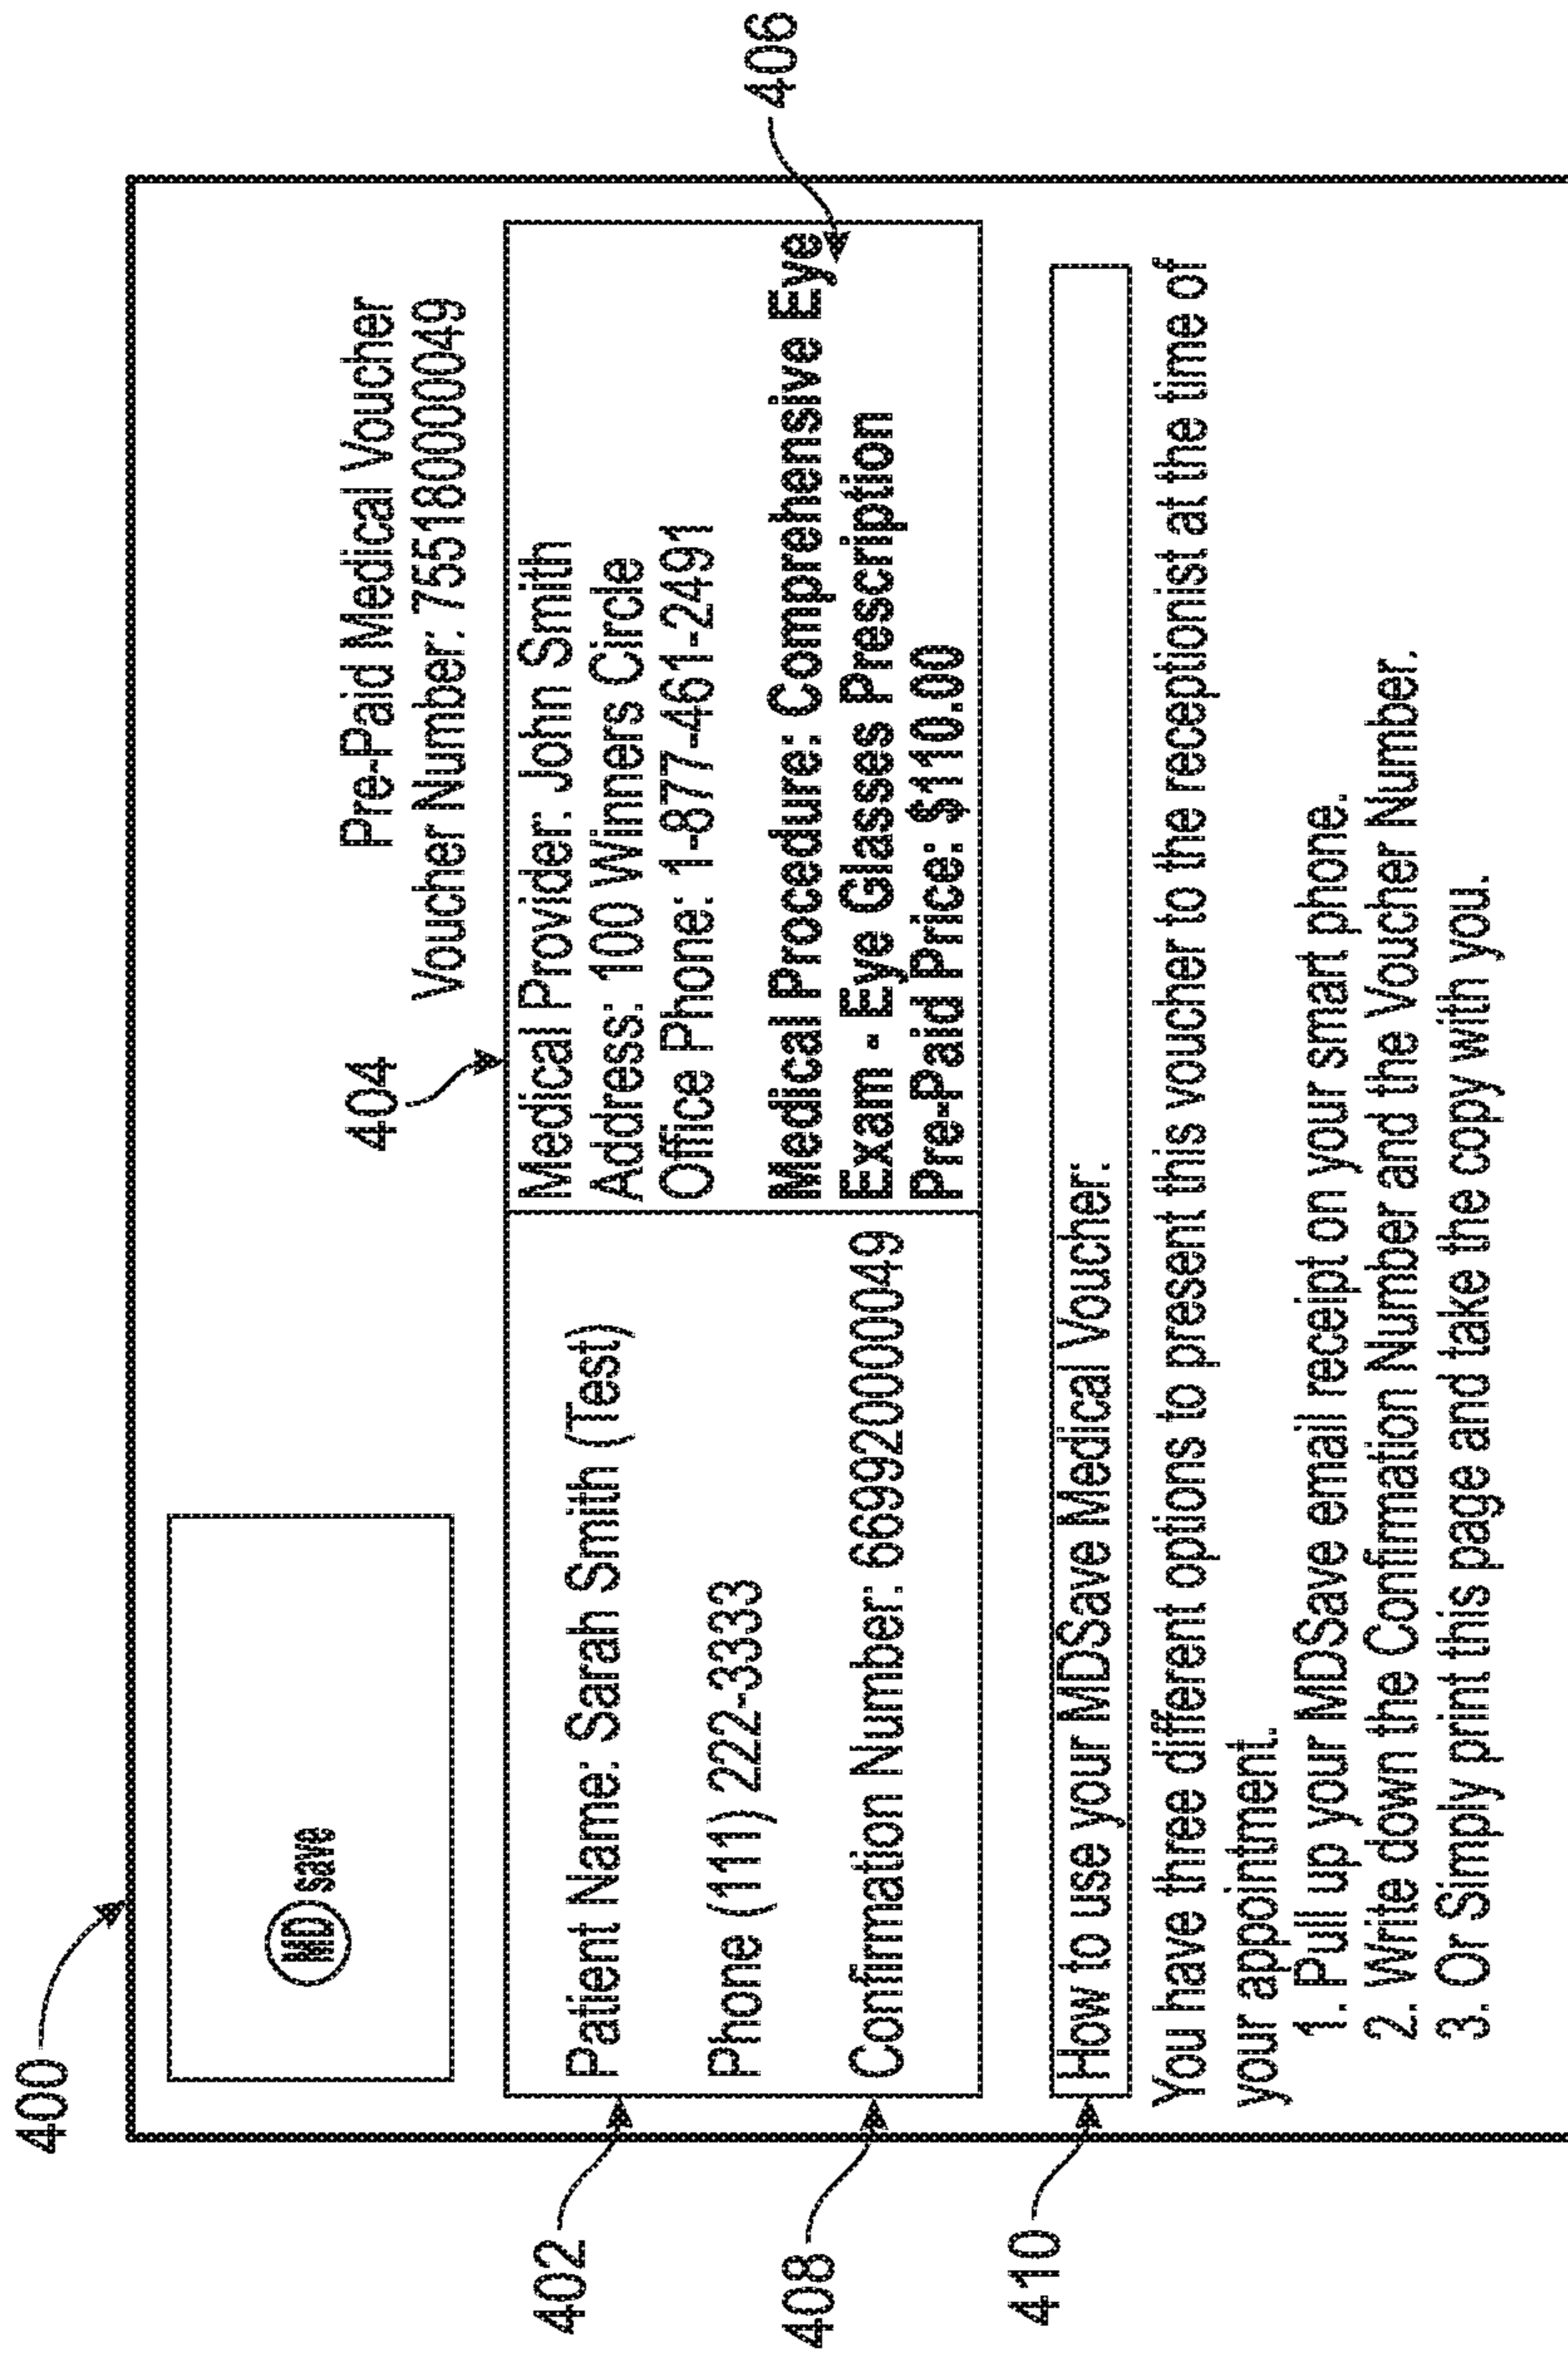 400
MD save
Pre-Paid Medical Voucher
Voucher Number: 75518000049
404
402
Patient Name: Sarah Smith (Test)
Phone (111) 222-3333
408
Confirmation Number: 66992000049
Medical Provider: John Smith
Address: 100 Winners Circle
Office Phone: 1-877-461-2491
Medical Procedure: Comprehensive Eye
Exam - Eye Glasses Prescription
Pre-Paid Price: $110.00
406
410
How to use your MDSave Medical Voucher:
You have three different options to present this voucher to the receptionist at the time of
your appointment.
1. Pull up your MDSave email receipt on your smart phone.
2. Write down the Confirmation Number and the Voucher Number.
3. Or Simply print this page and take the copy with you.